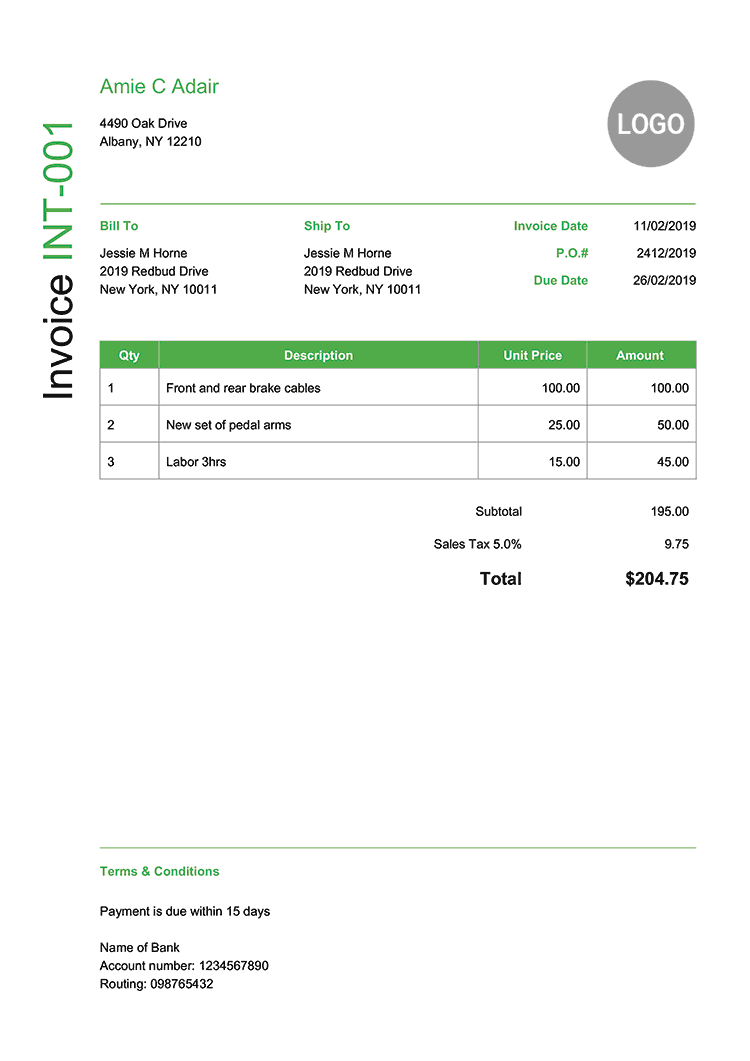 Invoice INT-001
Amie C Adair
4490 Oak Drive
Albany, NY 12210
LOGO
Bill To
Jessie M Horne
2019 Redbud Drive
New York, NY 10011
Ship To
Jessie M Horne
2019 Redbud Drive
New York, NY 10011
Invoice Date 11/02/2019
P.O.# 2412/2019
Due Date 26/02/2019
Qty Description Unit Price Amount
1 Front and rear brake cables 100.00 100.00
2 New set of pedal arms 25.00 50.00
3 Labor 3hrs 15.00 45.00
Subtotal 195.00
Sales Tax 5.0% 9.75
Total $204.75
Terms & Conditions
Payment is due within 15 days
Name of Bank
Account number: 1234567890
Routing: 098765432